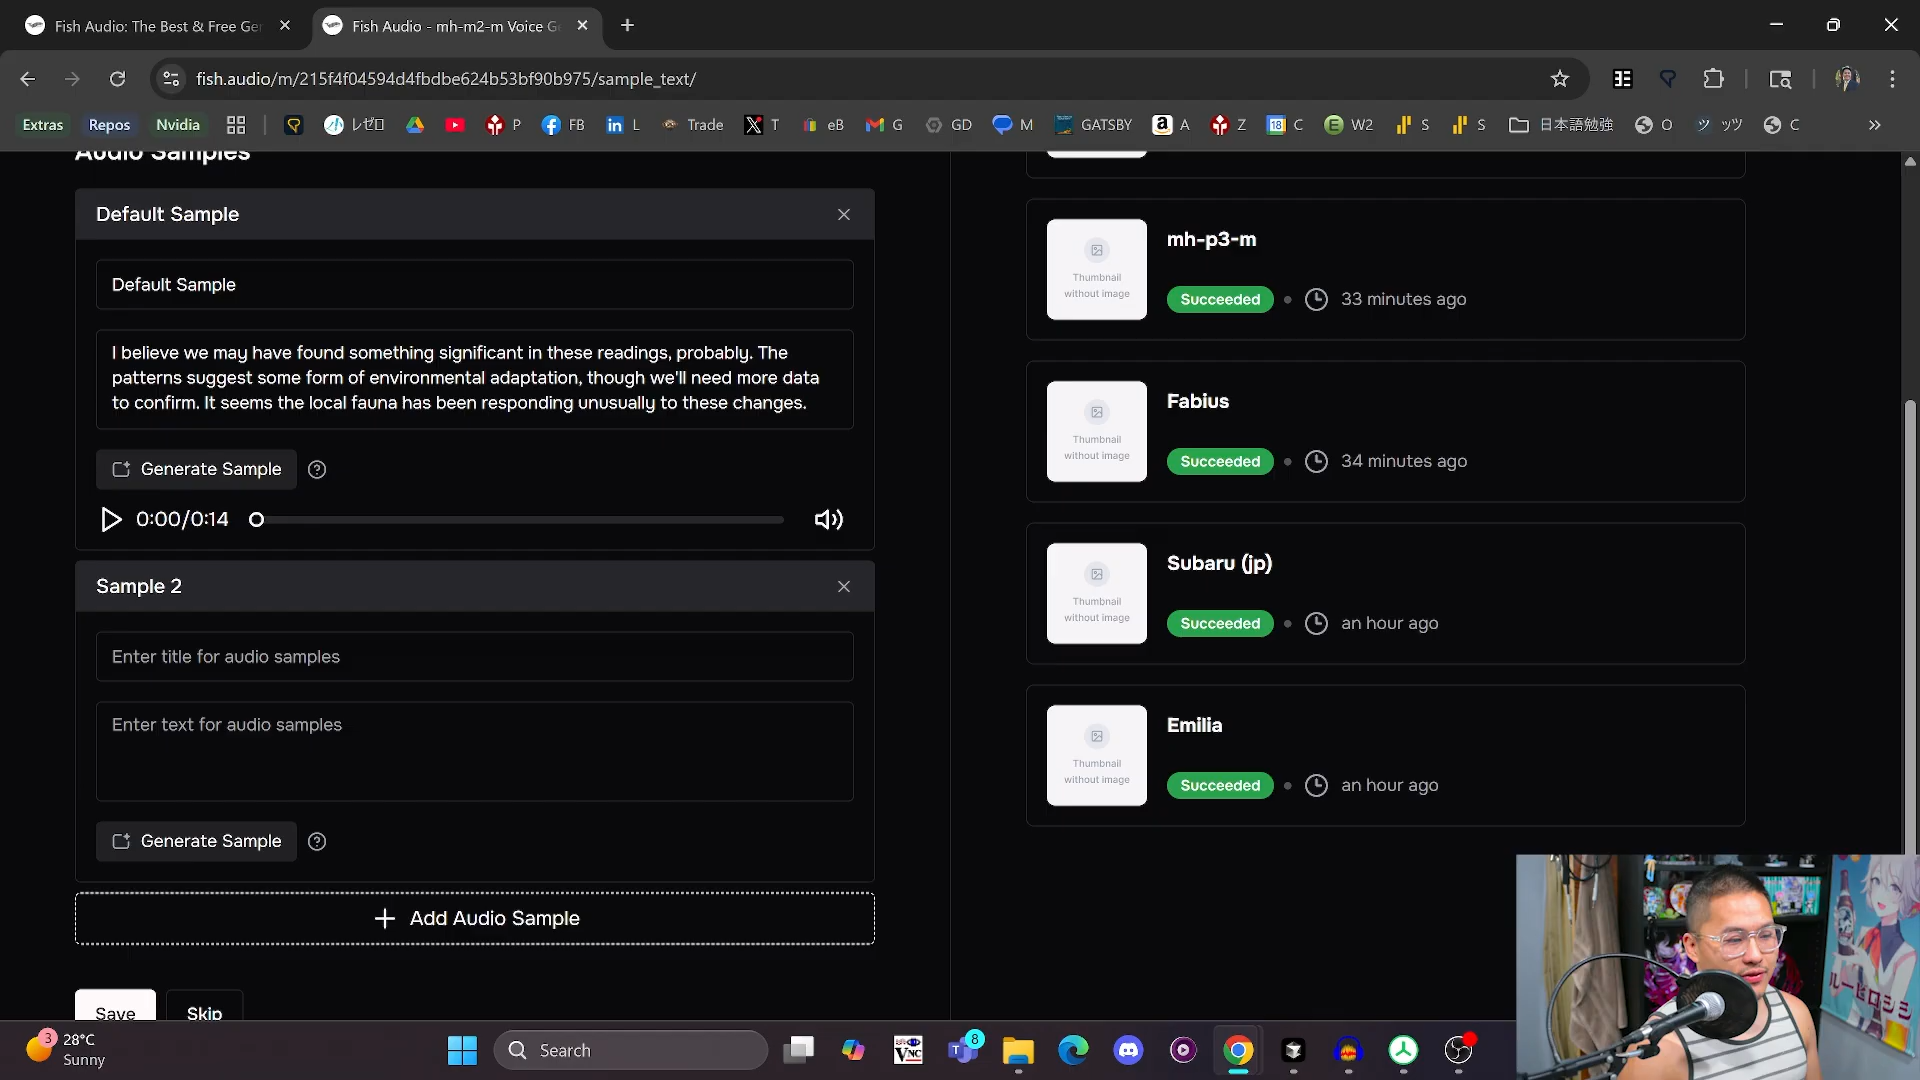 Fish Audio: The Best & Free Ger
Fish Audio - mh-m2-m Voice G
fish.audio/m/215f4f04594d4fbdbe624b53bf90b975/sample_text/
Extras
Repos
Nvidia
レゼロ
P
FB
L
Trade
T
eB
G
GD
M
GATSBY
A
Z
C
W2
S
S
日本語勉強
O
ッツ
C
Audio Samples
Default Sample
Default Sample
I believe we may have found something significant in these readings, probably. The
patterns suggest some form of environmental adaptation, though we'll need more data
to confirm. It seems the local fauna has been responding unusually to these changes.
Generate Sample
0:00/0:14
Sample 2
Enter title for audio samples
Enter text for audio samples
Generate Sample
Add Audio Sample
Save
Skip
Thumbnail
without image
mh-p3-m
Succeeded
33 minutes ago
Thumbnail
without image
Fabius
Succeeded
34 minutes ago
Thumbnail
without image
Subaru (jp)
Succeeded
an hour ago
Thumbnail
without image
Emilia
Succeeded
an hour ago
3
28°C
Sunny
Search
VNC
8